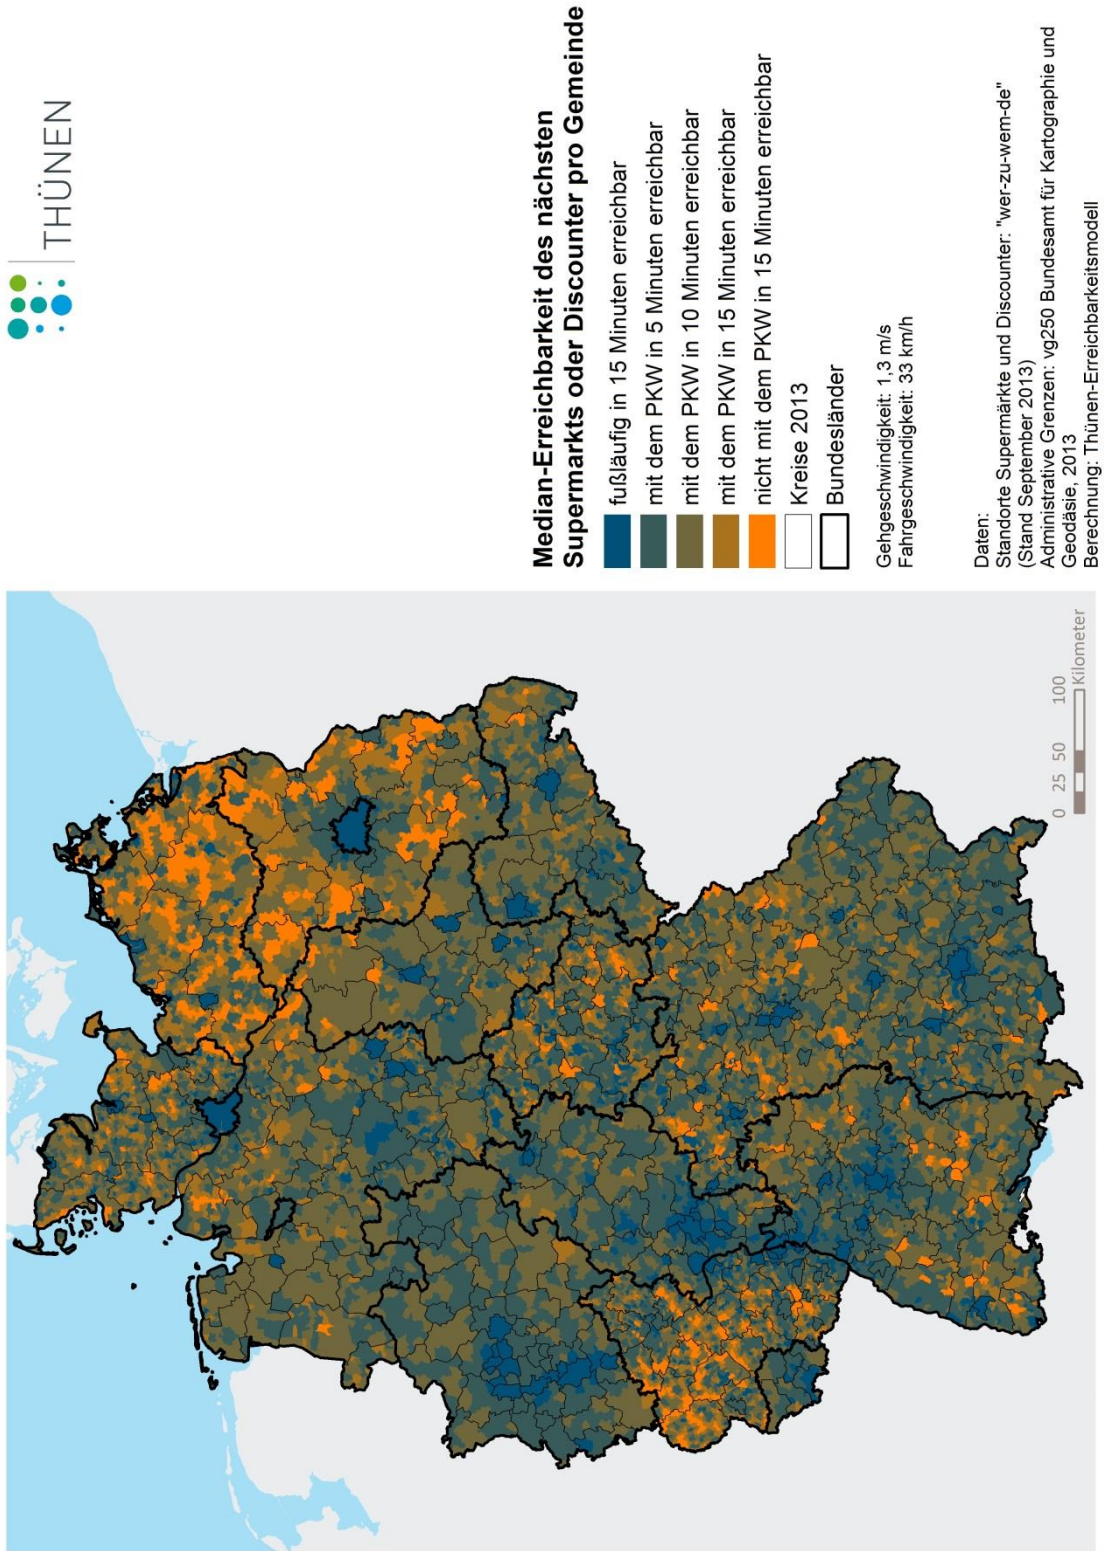 THÜNEN
Median-Erreichbarkeit des nächsten
Supermarkts oder Discounter pro Gemeinde
fußläufig in 15 Minuten erreichbar
mit dem PKW in 5 Minuten erreichbar
mit dem PKW in 10 Minuten erreichbar
mit dem PKW in 15 Minuten erreichbar
nicht mit dem PKW in 15 Minuten erreichbar
Kreise 2013
Bundesländer
Gehgeschwindigkeit: 1,3 m/s
Fahrgeschwindigkeit: 33 km/h
Daten:
Standorte Supermärkte und Discounter: "wer-zu-wem-de"
(Stand September 2013)
Administrative Grenzen: vg250 Bundesamt für Kartographie und
Geodäsie, 2013
Berechnung: Thünen-Erreichbarkeitsmodell
0 25 50 100
Kilometer